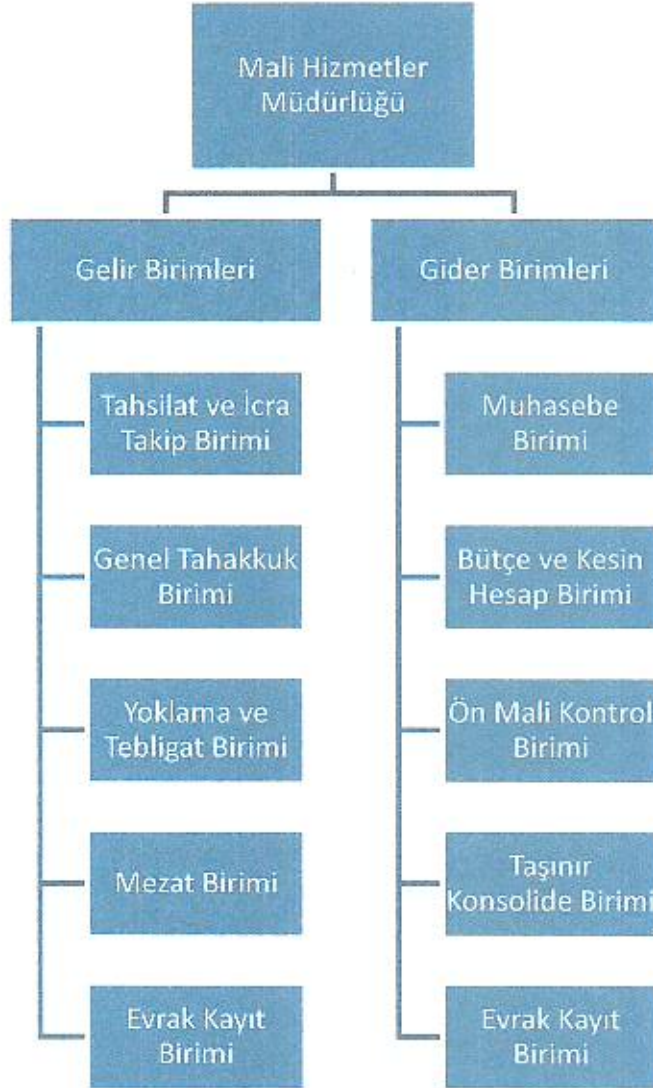 Mali Hizmetler
Müdürlüğü
Gelir Birimleri
Tahsilat ve İcra
Takip Birimi
Genel Tahakkuk
Birimi
Yoklama ve
Tebligat Birimi
Mezat Birimi
Evrak Kayıt
Birimi
Gider Birimleri
Muhasebe
Birimi
Bütçe ve Kesin
Hesap Birimi
Ön Mali Kontrol
Birimi
Taşınır
Konsolide Birimi
Evrak Kayıt
Birimi